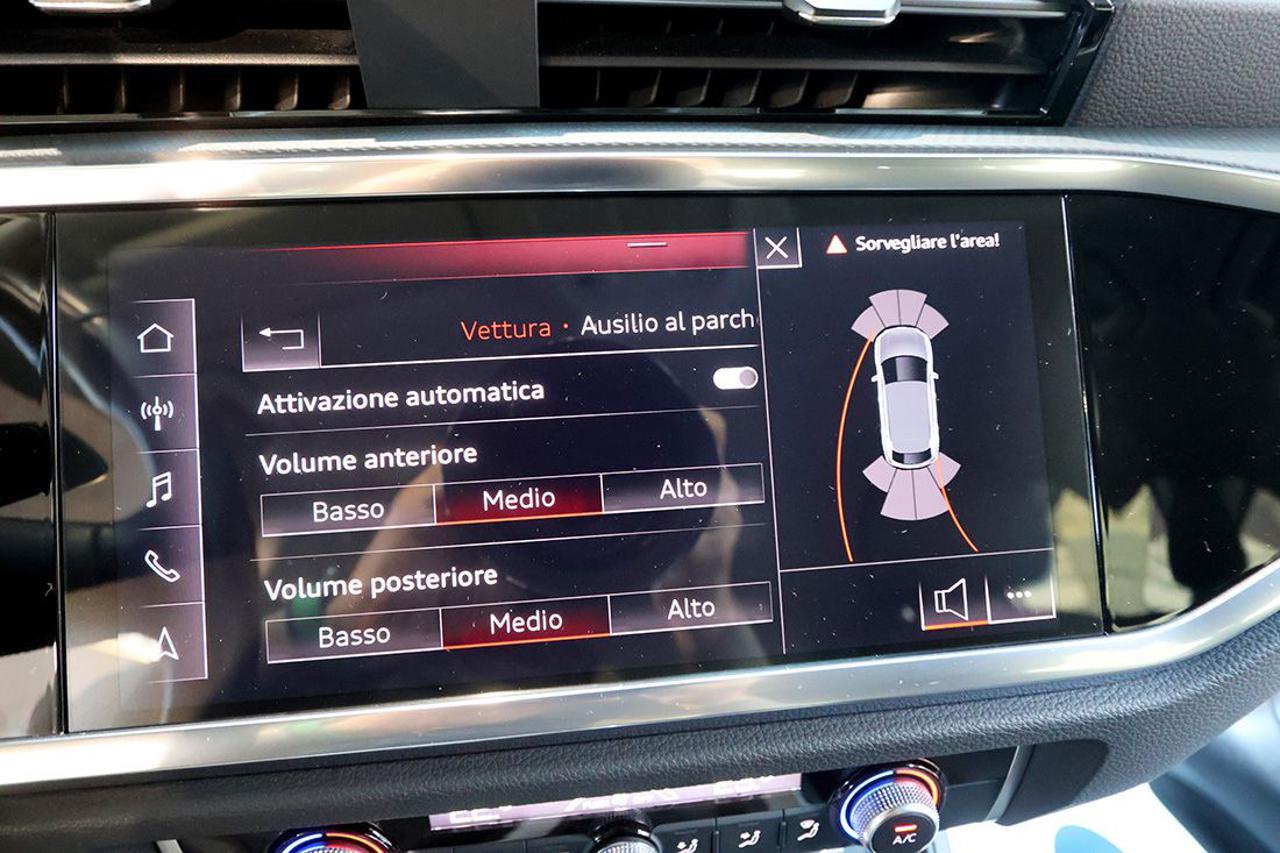 Sorvegliare l'area!
Vettura · Ausilio al parch
Attivazione automatica
Volume anteriore
Basso Medio Alto
Volume posteriore
Basso Medio Alto
A/C